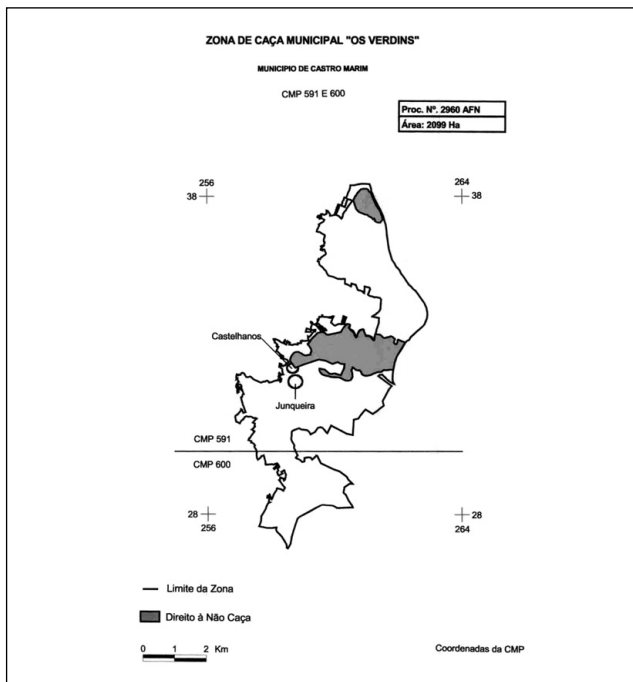 ZONA DE CAÇA MUNICIPAL "OS VERDINS"
MUNICIPIO DE CASTRO MARIM
CMP 591 E 600
Proc. Nº. 2960 AFN
Área: 2099 Ha
256
38
264
38
Castelhanos
Junqueira
CMP 591
CMP 600
28
256
28
264
Limite da Zona
Direito à Não Caça
0 1 2 Km
Coordenadas da CMP